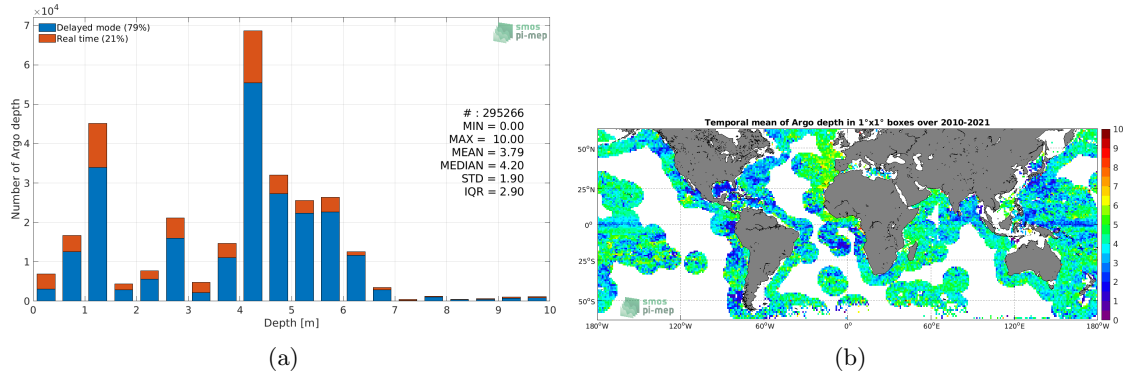 ×10⁴
7
6
5
4
3
2
1
0
Number of Argo depth
Delayed mode (79%)
Real time (21%)
smos
pi-mep
# : 295266
MIN = 0.00
MAX = 10.00
MEAN = 3.79
MEDIAN = 4.20
STD = 1.90
IQR = 2.90
0 1 2 3 4 5 6 7 8 9 10
Depth [m]
(a)
Temporal mean of Argo depth in 1°x1° boxes over 2010-2021
50°N
25°N
0°
25°S
50°S
smos
pi-mep
180°W 120°W 60°W 0° 60°E 120°E 180°W
10
9
8
7
6
5
4
3
2
1
0
(b)